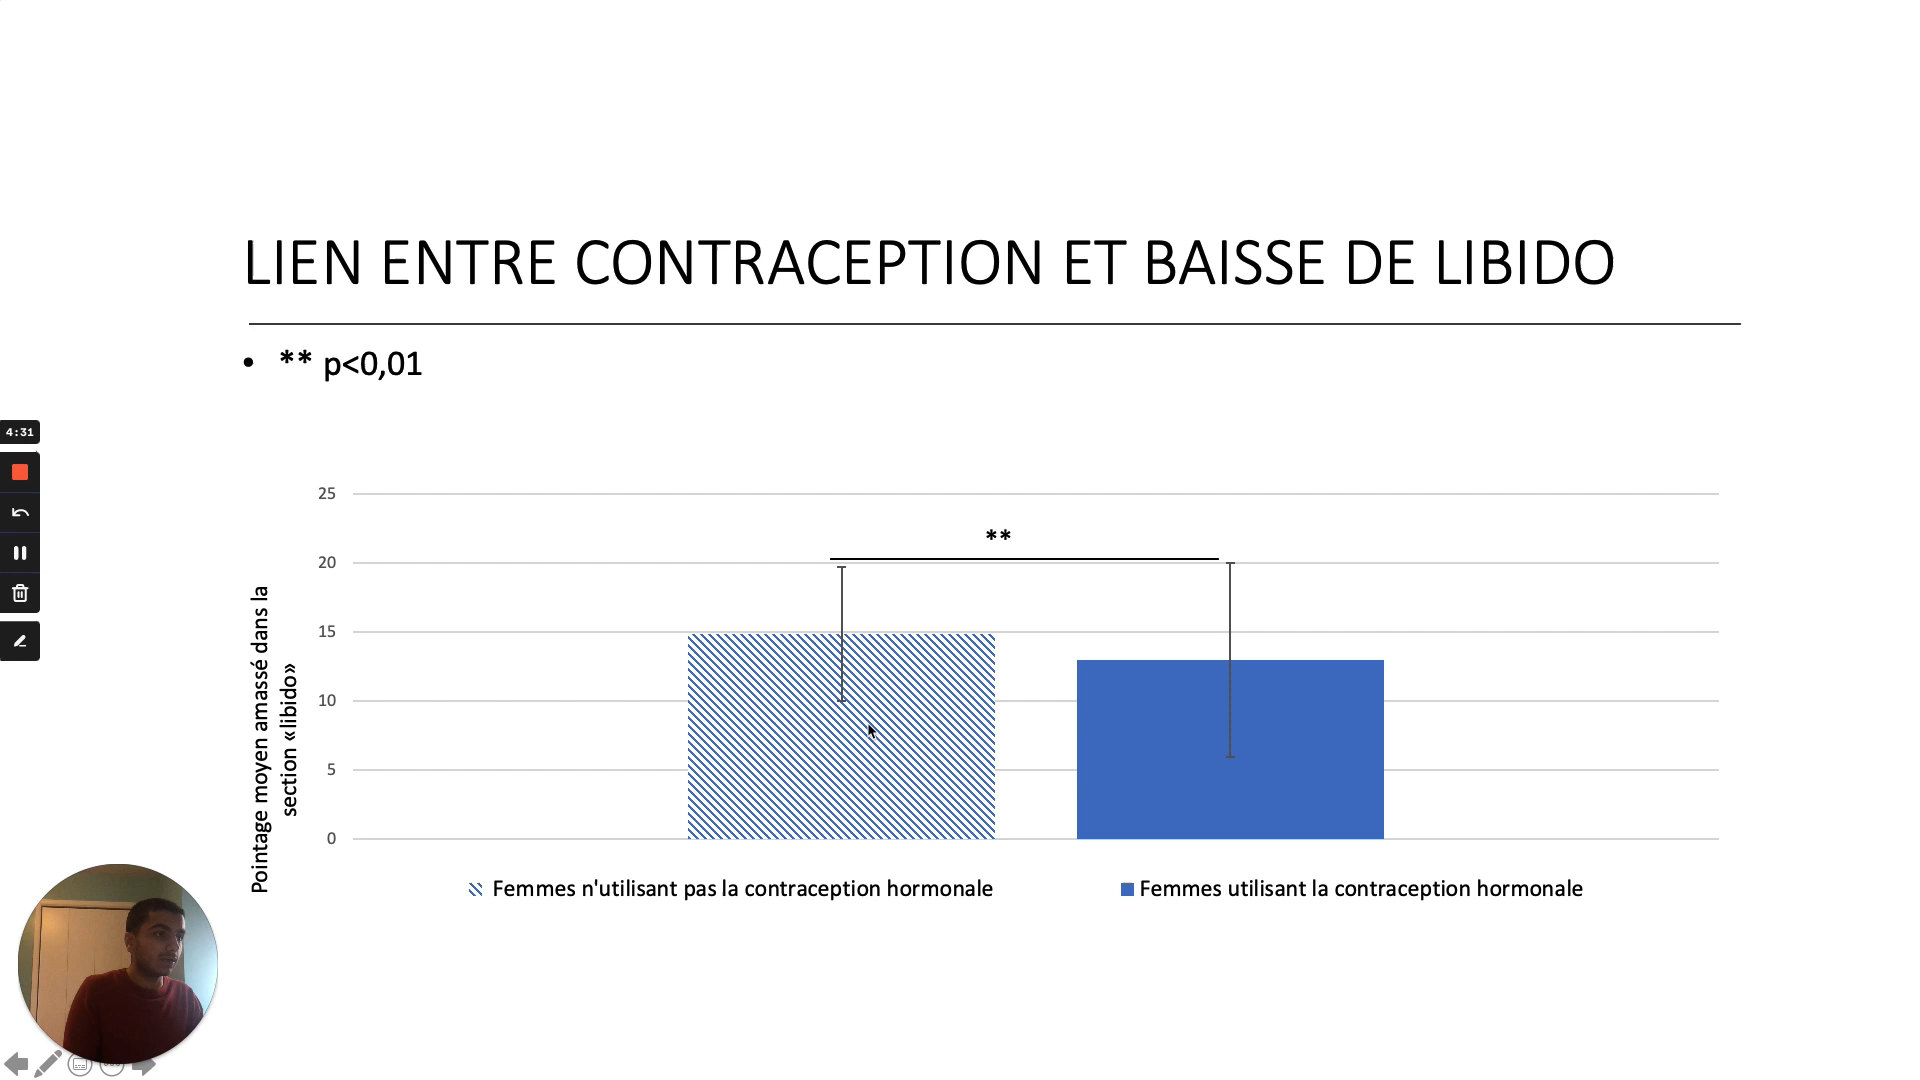 LIEN ENTRE CONTRACEPTION ET BAISSE DE LIBIDO
• ** p<0,01
4:31
25
**
20
15
10
5
0
Pointage moyen amassé dans la
section «libido»
Femmes n'utilisant pas la contraception hormonale
Femmes utilisant la contraception hormonale